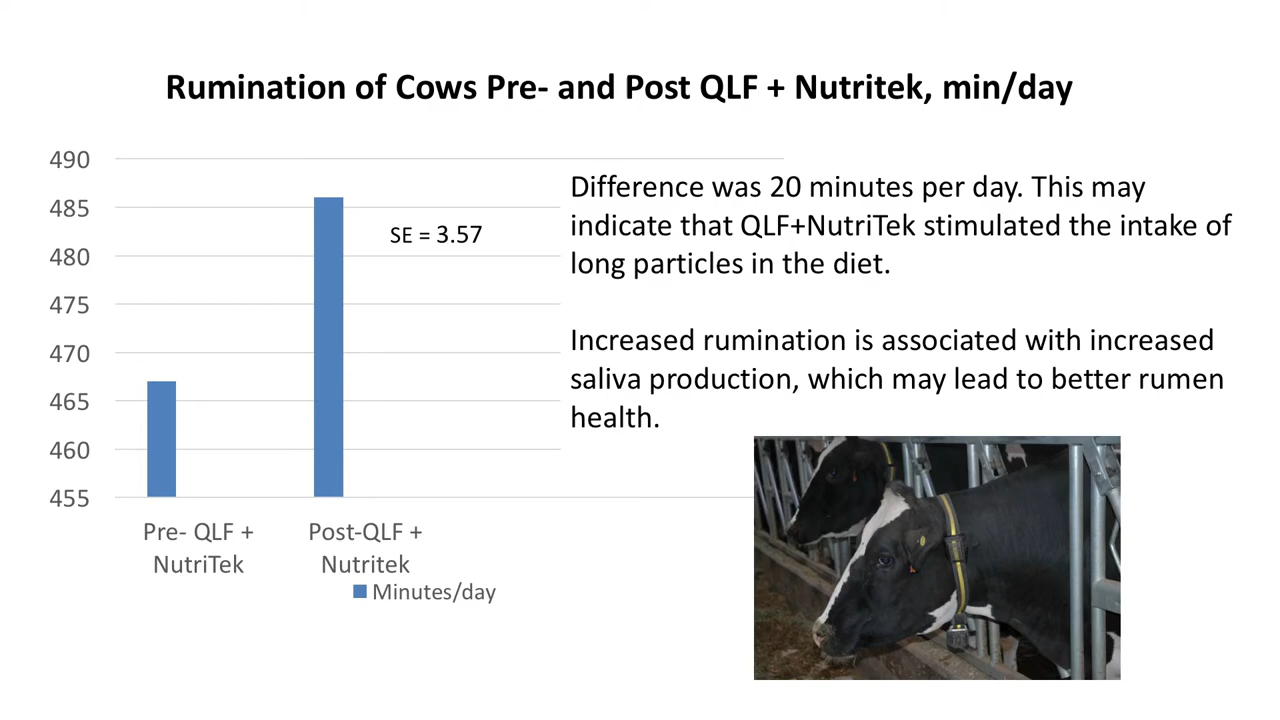 Rumination of Cows Pre- and Post QLF + Nutritek, min/day
490
485
480
475
470
465
460
455
SE = 3.57
Pre- QLF +
NutriTek
Post-QLF +
Nutritek
Minutes/day
Difference was 20 minutes per day. This may
indicate that QLF+NutriTek stimulated the intake of
long particles in the diet.
Increased rumination is associated with increased
saliva production, which may lead to better rumen
health.